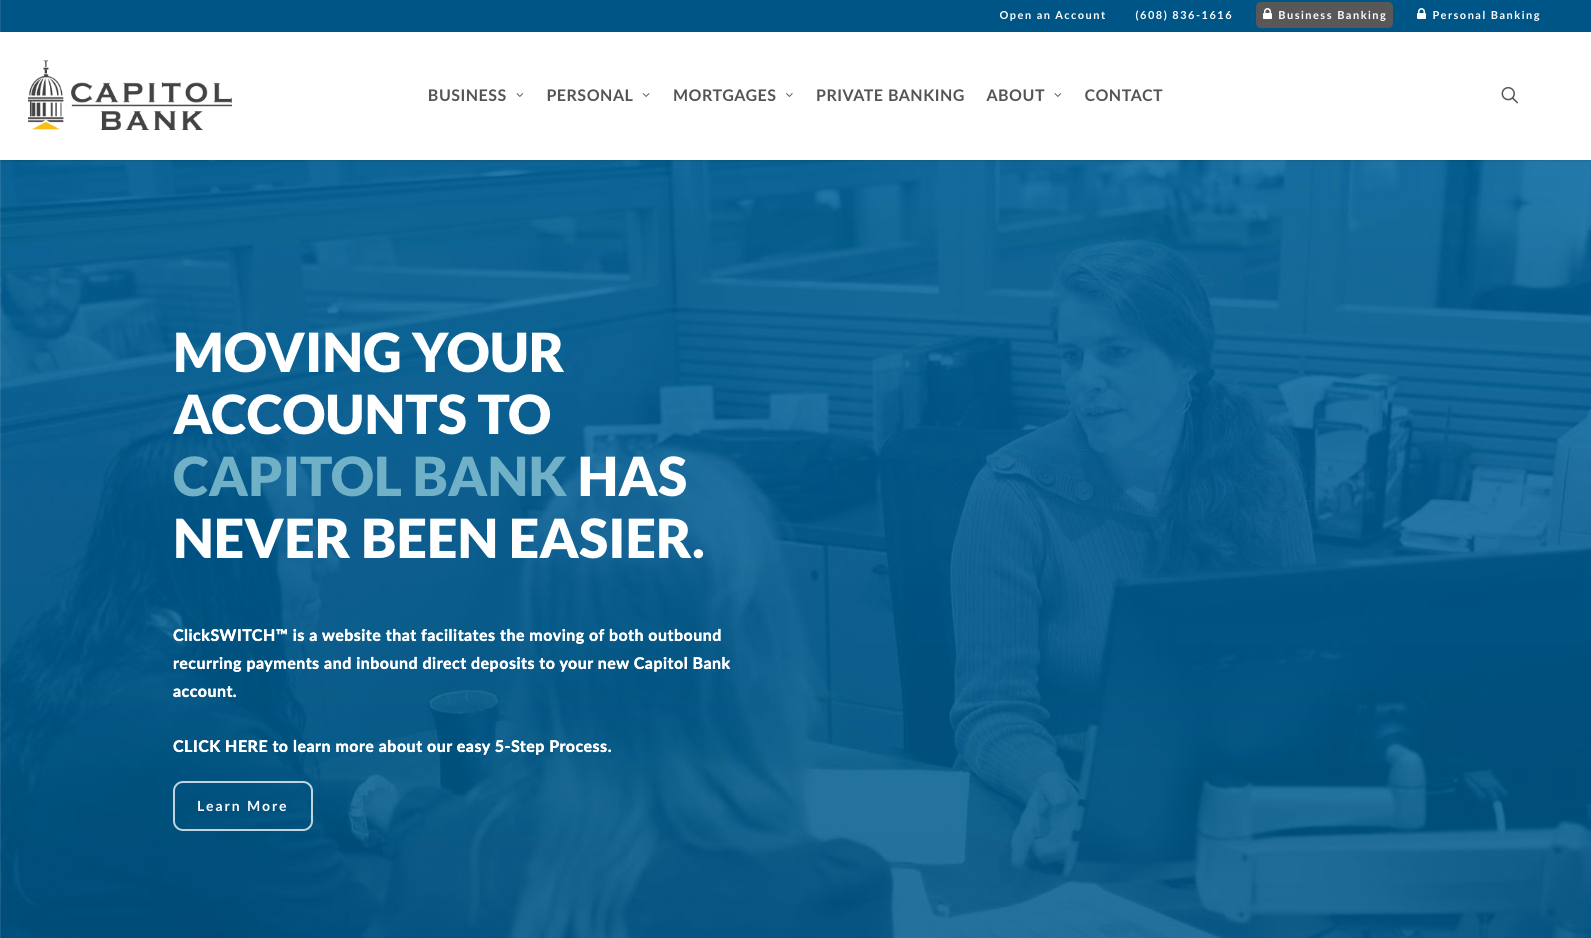 Open an Account (608) 836-1616 Business Banking Personal Banking
CAPITOL
BANK
BUSINESS PERSONAL MORTGAGES PRIVATE BANKING ABOUT CONTACT
MOVING YOUR
ACCOUNTS TO
CAPITOL BANK HAS
NEVER BEEN EASIER.
ClickSWITCH™ is a website that facilitates the moving of both outbound
recurring payments and inbound direct deposits to your new Capitol Bank
account.
CLICK HERE to learn more about our easy 5-Step Process.
Learn More